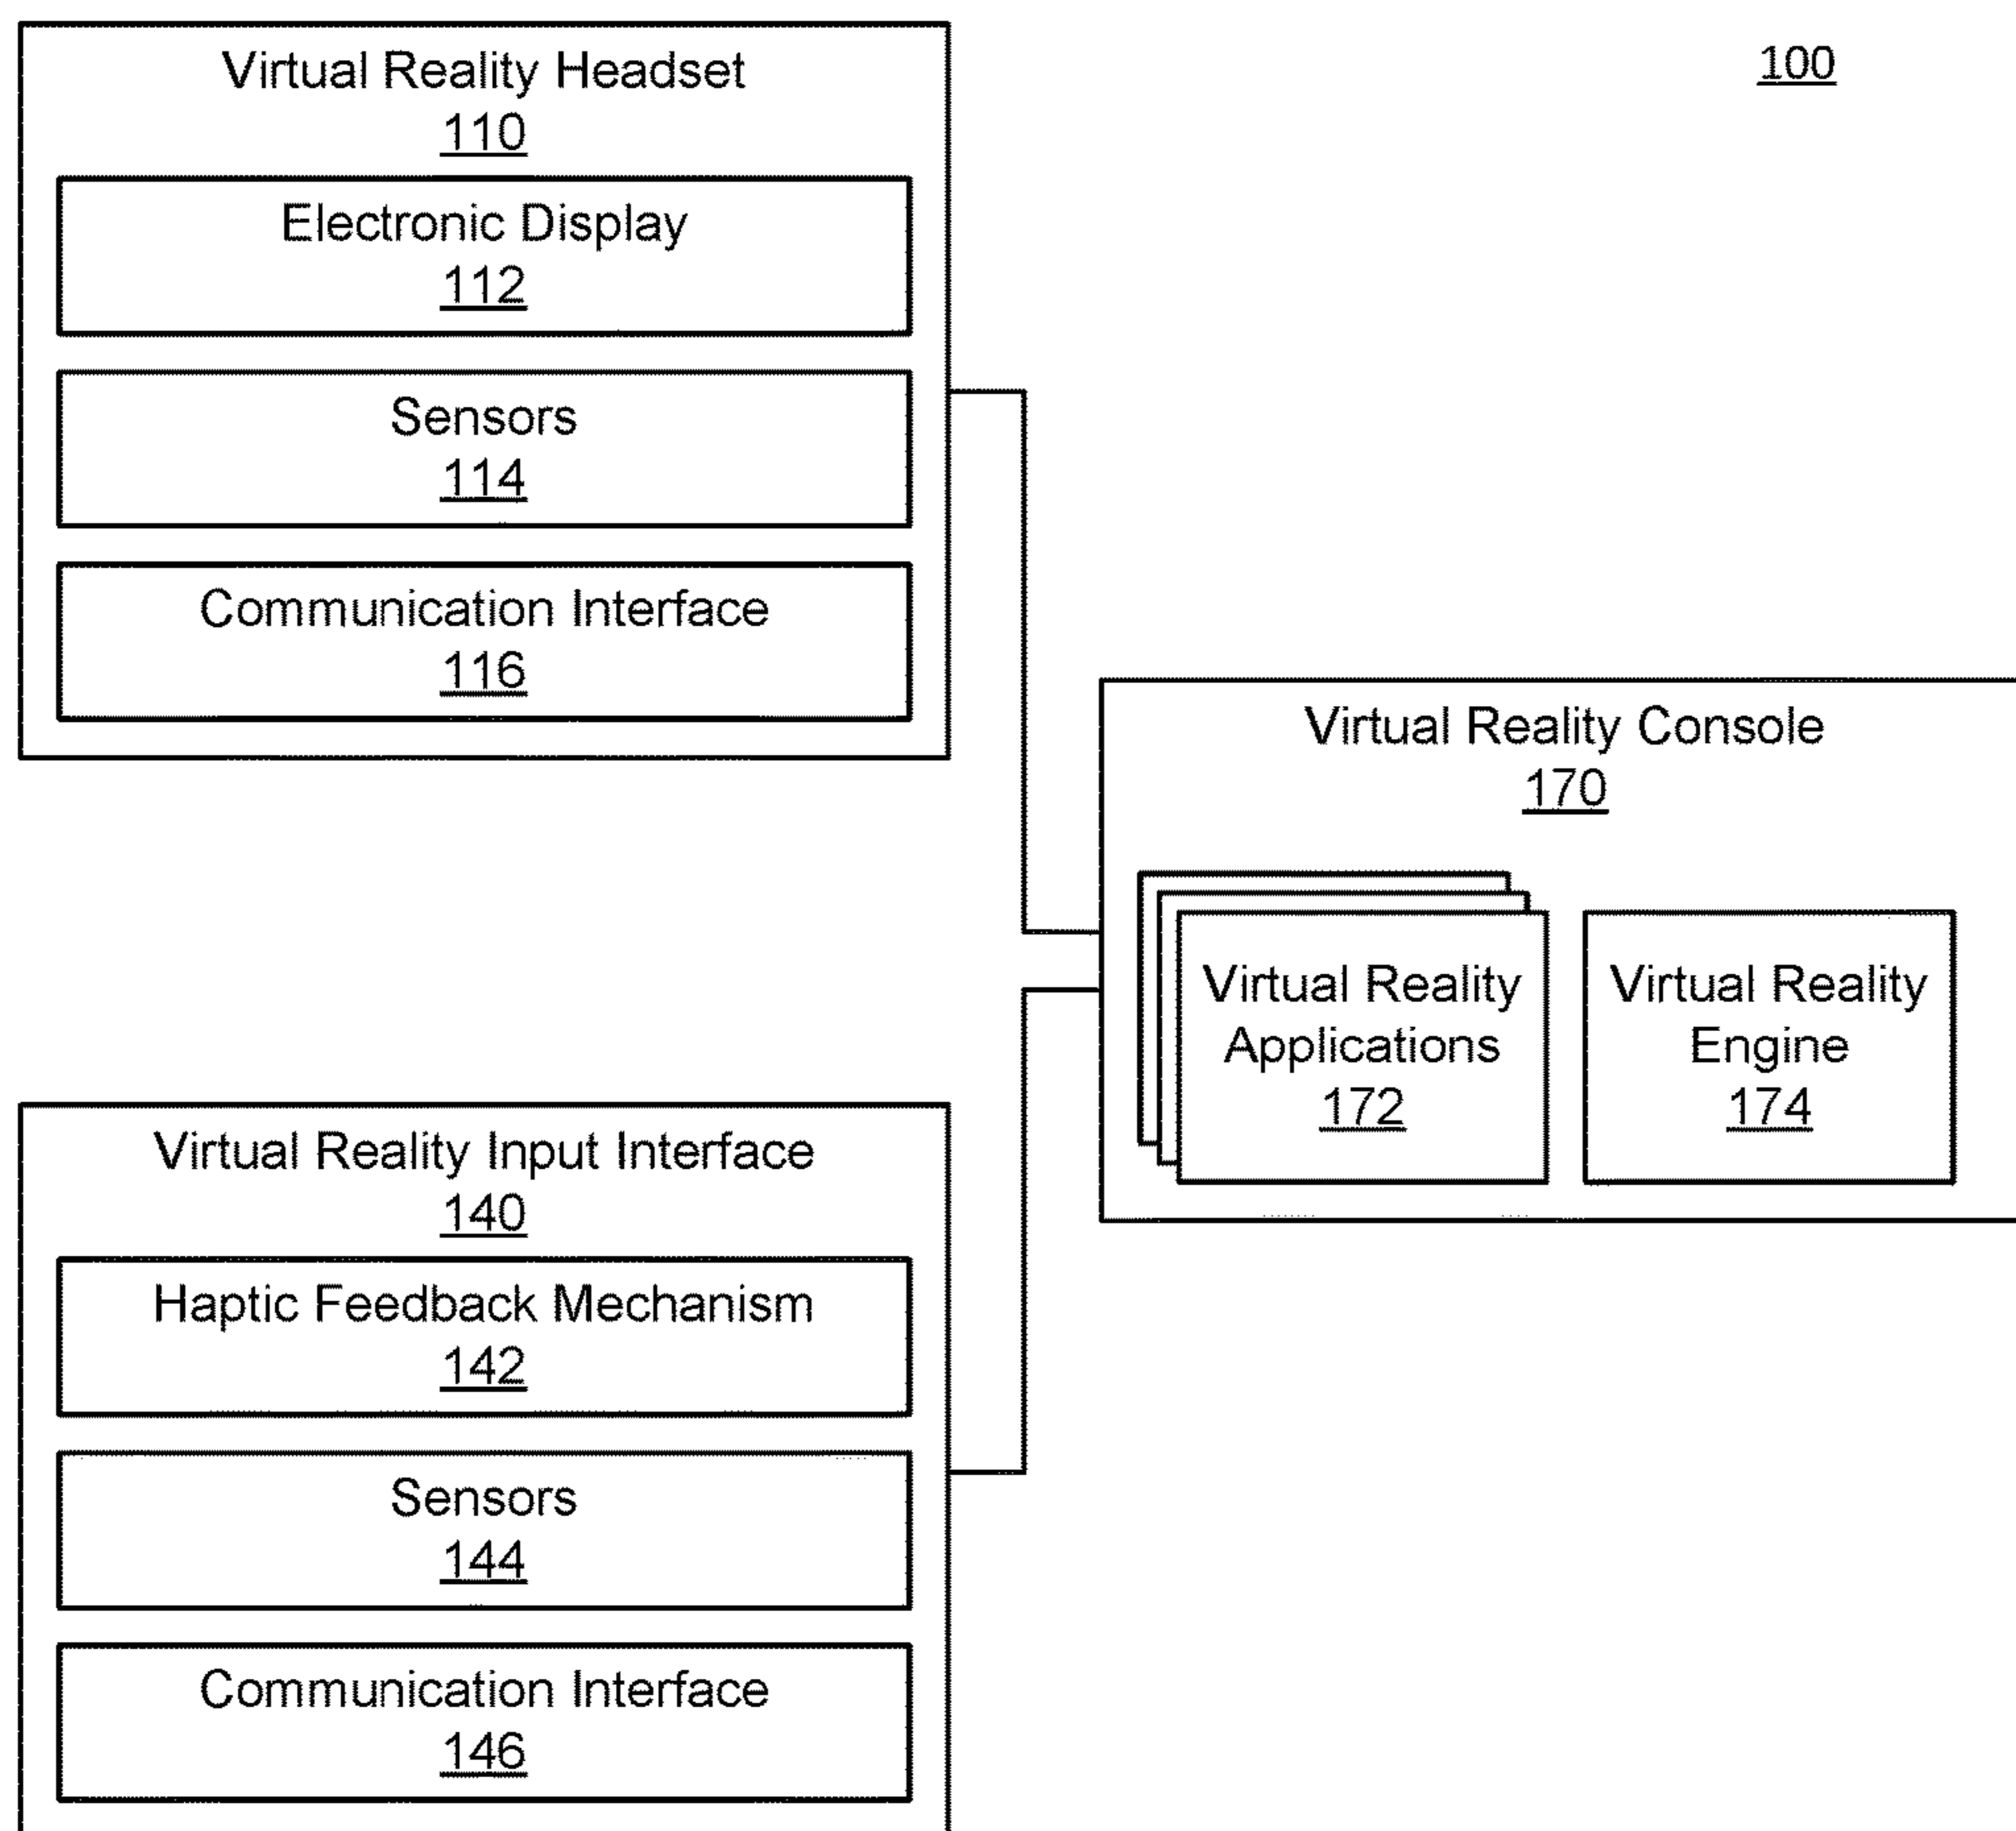 100
Virtual Reality Headset
110
Electronic Display
112
Sensors
114
Communication Interface
116
Virtual Reality Console
170
Virtual Reality
Applications
172
Virtual Reality
Engine
174
Virtual Reality Input Interface
140
Haptic Feedback Mechanism
142
Sensors
144
Communication Interface
146